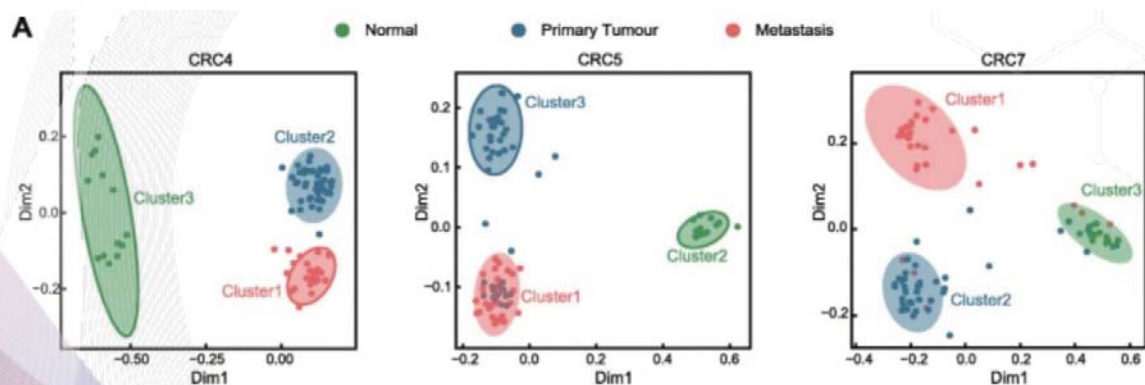 A
Normal Primary Tumour Metastasis
CRC4
Dim2
0.2
0.0
−0.2
Cluster3
Cluster2
Cluster1
−0.50 −0.25 0.00
Dim1
CRC5
Dim2
0.2
0.1
0.0
−0.1
Cluster3
Cluster2
Cluster1
−0.2 0.0 0.2 0.4 0.6
Dim1
CRC7
Dim2
0.2
0.0
−0.2
Cluster1
Cluster3
Cluster2
−0.4 −0.2 0.0 0.2 0.4 0.6
Dim1